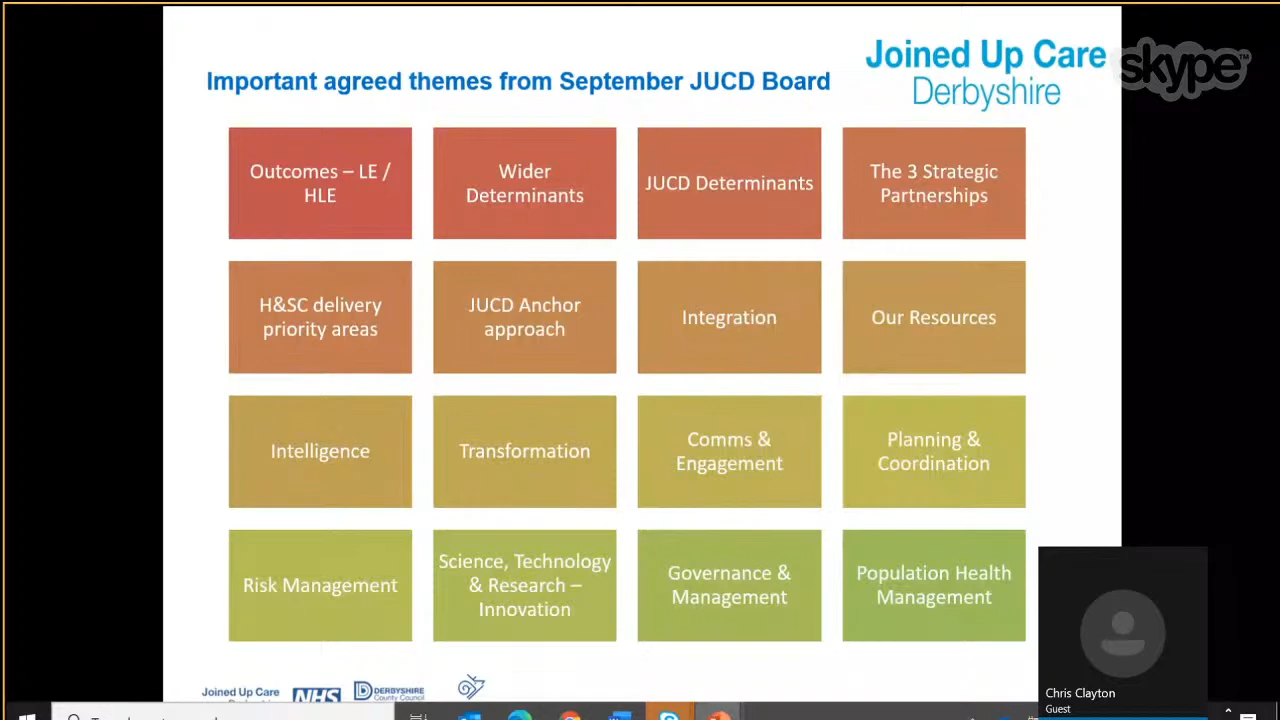 Joined Up Care
Derbyshire
skype™
Important agreed themes from September JUCD Board
Outcomes – LE /
HLE
Wider
Determinants
JUCD Determinants
The 3 Strategic
Partnerships
H&SC delivery
priority areas
JUCD Anchor
approach
Integration
Our Resources
Intelligence
Transformation
Comms &
Engagement
Planning &
Coordination
Risk Management
Science, Technology
& Research –
Innovation
Governance &
Management
Population Health
Management
Joined Up Care
NHS
DERBYSHIRE
County Council
Chris Clayton
Guest